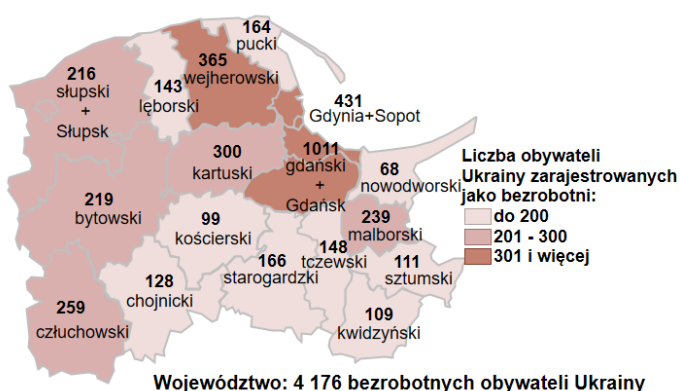 164
pucki
365
wejherowski
216
słupski
+
Słupsk
143
lęborski
431
Gdynia+Sopot
300
kartuski
1011
gdański
+
Gdańsk
68
nowodworski
219
bytowski
99
kościerski
239
malborski
148
tczewski
166
starogardzki
111
sztumski
128
chojnicki
259
człuchowski
109
kwidzyński
Liczba obywateli
Ukrainy zarajestrowanych
jako bezrobotni:
do 200
201 - 300
301 i więcej
Województwo: 4 176 bezrobotnych obywateli Ukrainy